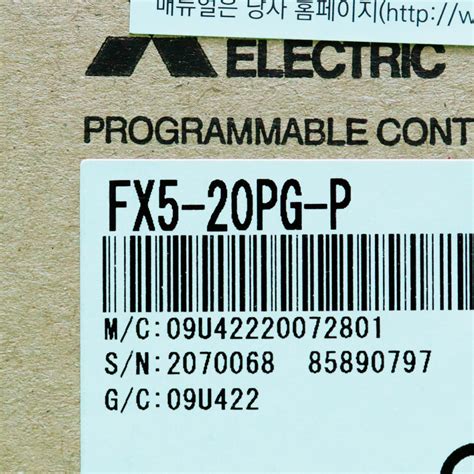 매뉴얼은 당사 홈페이지(http://w
ELECTRIC
PROGRAMMABLE CONT
FX5-20PG-P
M/C:09U42220072801
S/N:2070068 85890797
G/C:09U422